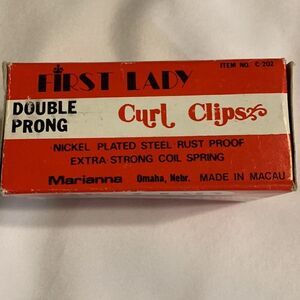 ITEM NO. C-202
FIRST LADY
DOUBLE PRONG
Curl Clips
NICKEL PLATED STEEL RUST PROOF
EXTRA-STRONG COIL SPRING
Marianna Omaha, Nebr. MADE IN MACAU